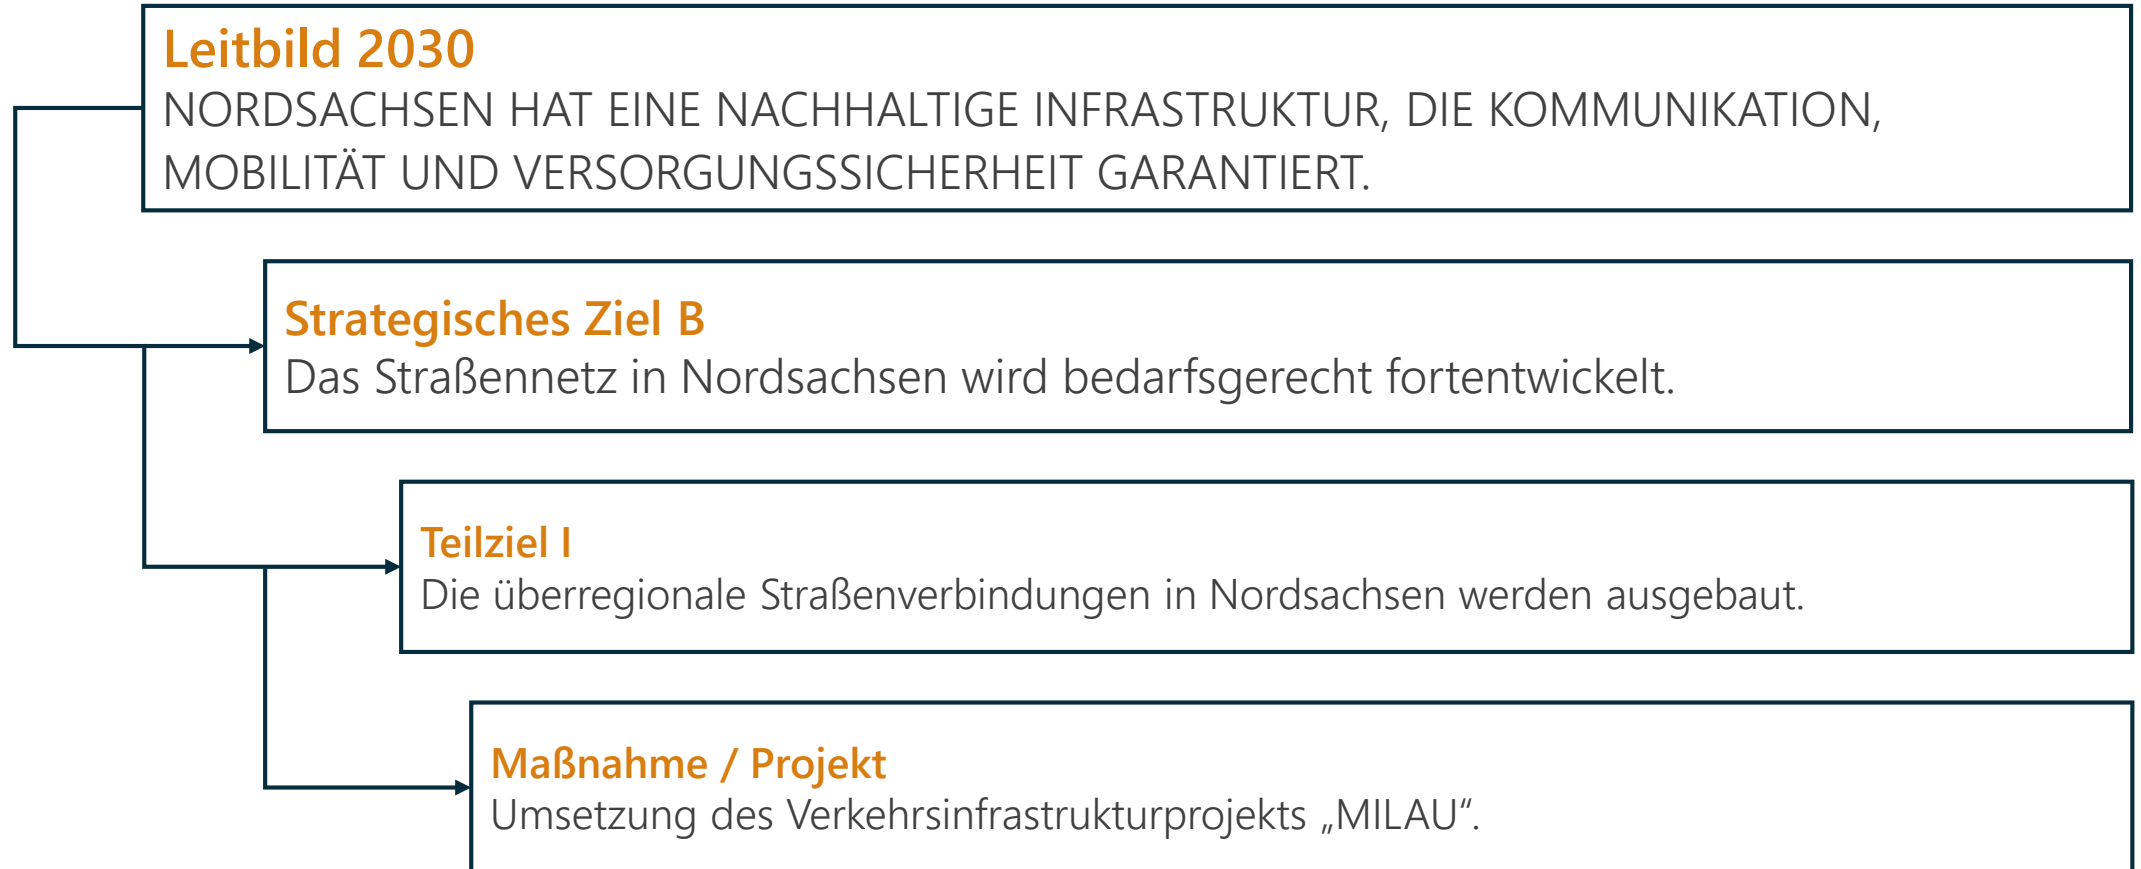 Leitbild 2030
NORDSACHSEN HAT EINE NACHHALTIGE INFRASTRUKTUR, DIE KOMMUNIKATION,
MOBILITÄT UND VERSORGUNGSSICHERHEIT GARANTIERT.
Strategisches Ziel B
Das Straßennetz in Nordsachsen wird bedarfsgerecht fortentwickelt.
Teilziel I
Die überregionale Straßenverbindungen in Nordsachsen werden ausgebaut.
Maßnahme / Projekt
Umsetzung des Verkehrsinfrastrukturprojekts „MILAU“.